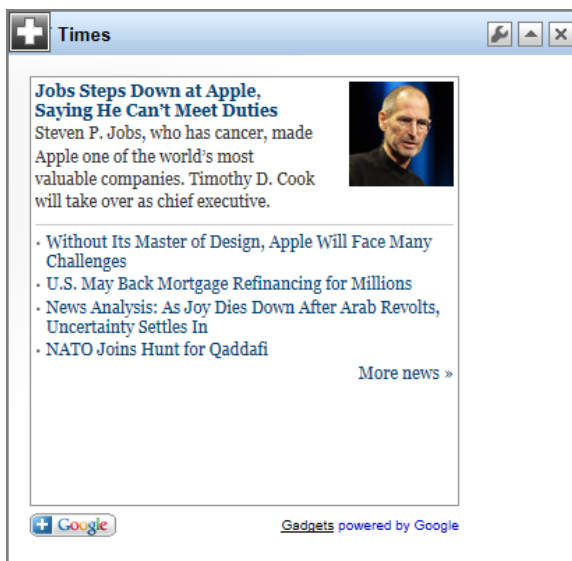 Times
Jobs Steps Down at Apple,
Saying He Can't Meet Duties
Steven P. Jobs, who has cancer, made
Apple one of the world's most
valuable companies. Timothy D. Cook
will take over as chief executive.
· Without Its Master of Design, Apple Will Face Many
Challenges
· U.S. May Back Mortgage Refinancing for Millions
· News Analysis: As Joy Dies Down After Arab Revolts,
Uncertainty Settles In
· NATO Joins Hunt for Qaddafi
More news »
Google
Gadgets powered by Google